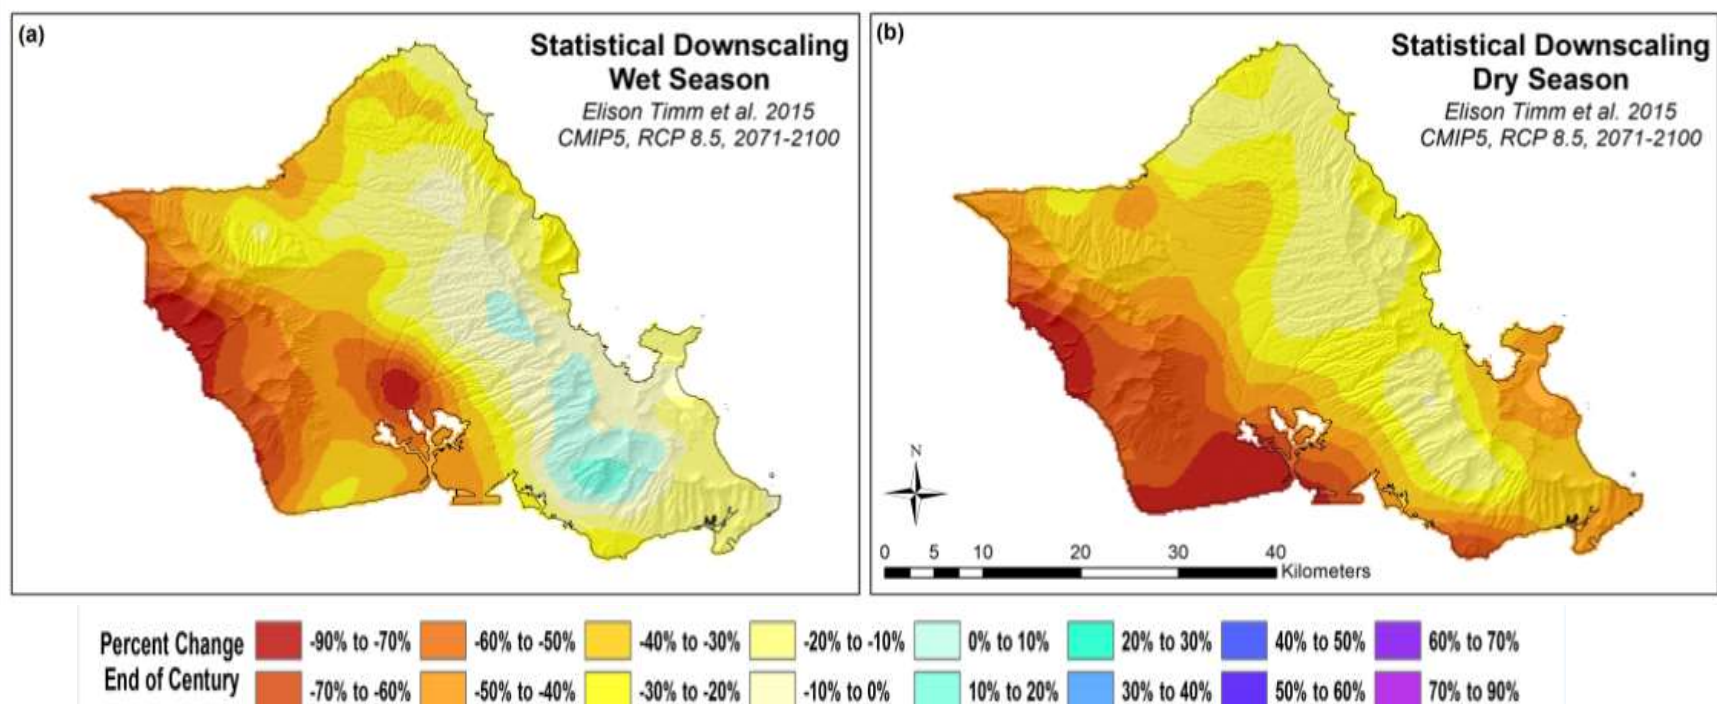 (a)
Statistical Downscaling
Wet Season
Elison Timm et al. 2015
CMIP5, RCP 8.5, 2071-2100
(b)
Statistical Downscaling
Dry Season
Elison Timm et al. 2015
CMIP5, RCP 8.5, 2071-2100
N
0 5 10 20 30 40
Kilometers
Percent Change
End of Century
-90% to -70% -60% to -50% -40% to -30% -20% to -10% 0% to 10% 20% to 30% 40% to 50% 60% to 70%
-70% to -60% -50% to -40% -30% to -20% -10% to 0% 10% to 20% 30% to 40% 50% to 60% 70% to 90%